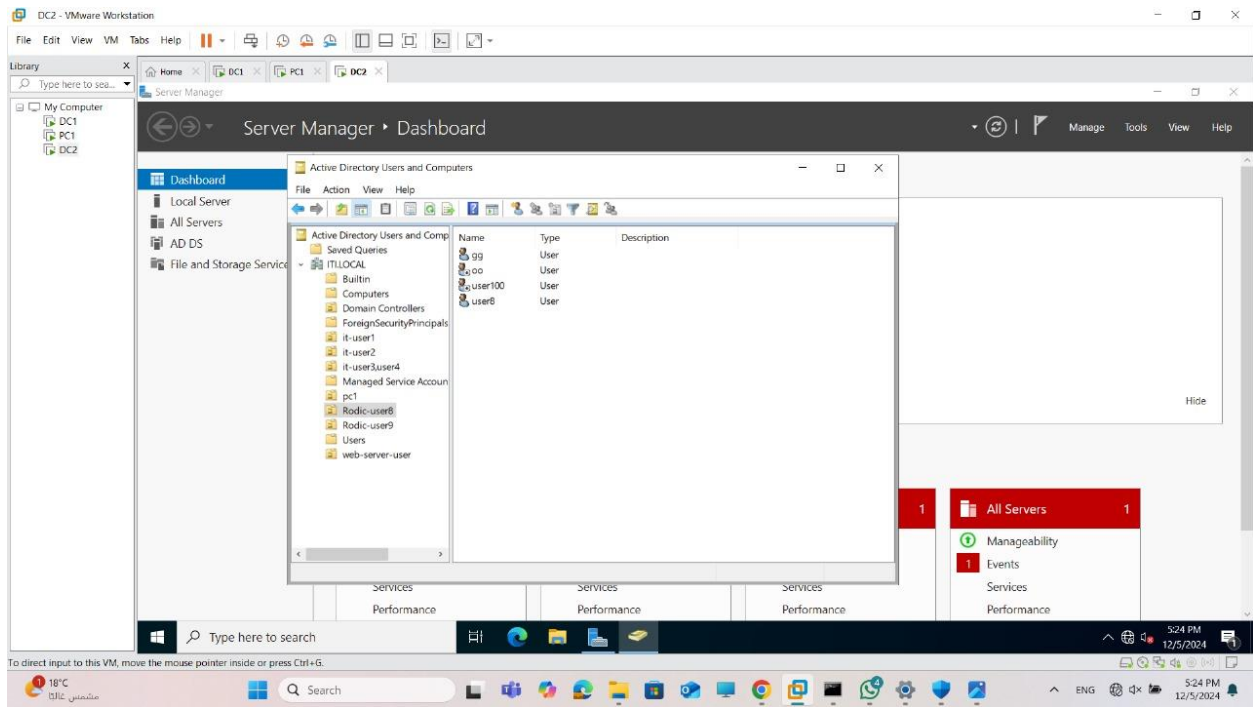 DC2 - VMware Workstation
File Edit View VM Tabs Help
Library X
Type here to sea...
My Computer
DC1
PC1
DC2
Home DC1 PC1 DC2
Server Manager
Server Manager Dashboard
Manage Tools View Help
Dashboard
Local Server
All Servers
AD DS
File and Storage Service
Active Directory Users and Computers
File Action View Help
Active Directory Users and Comp
Saved Queries
ITI.LOCAL
Builtin
Computers
Domain Controllers
ForeignSecurityPrincipals
it-user1
it-user2
it-user3,user4
Managed Service Accoun
pc1
Rodic-user8
Rodic-user9
Users
web-server-user
Name Type Description
gg User
oo User
user100 User
user8 User
Hide
1
All Servers 1
Manageability
1 Events
Services Services Services Services
Performance Performance Performance Performance
Type here to search
5:24 PM
12/5/2024
To direct input to this VM, move the mouse pointer inside or press Ctrl+G.
1
18°C
مشمس غالبًا
Search
4
ENG
5:24 PM
12/5/2024